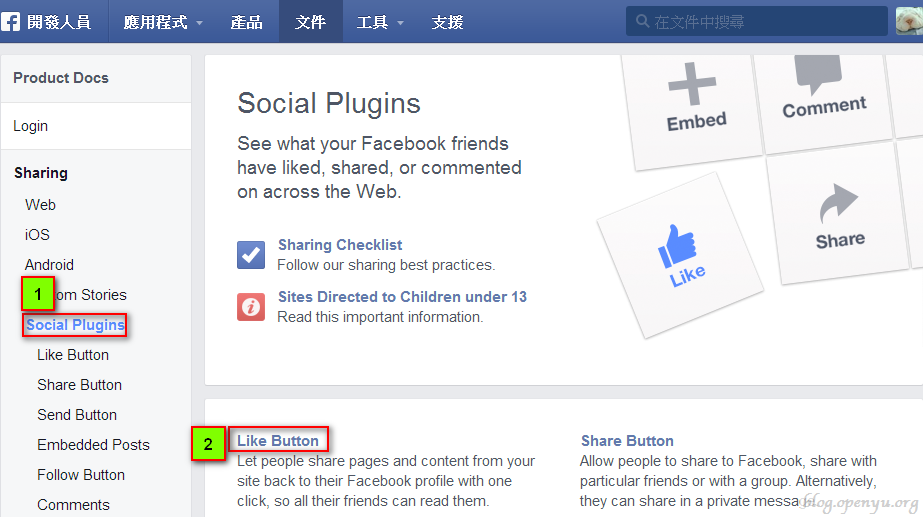 開發人員 應用程式 產品 文件 工具 支援 在文件中搜尋
Product Docs
Login
Sharing
Web
iOS
Android
1 om Stories
Social Plugins
Like Button
Share Button
Send Button
Embedded Posts
Follow Button
Comments
Social Plugins
See what your Facebook friends
have liked, shared, or commented
on across the Web.
Sharing Checklist
Follow our sharing best practices.
Sites Directed to Children under 13
Read this important information.
Embed
Comment
Like
Share
2 Like Button
Let people share pages and content from your
site back to their Facebook profile with one
click, so all their friends can read them.
Share Button
Allow people to share to Facebook, share with
particular friends or with a group. Alternatively,
they can share in a private message.
blog.openyu.org